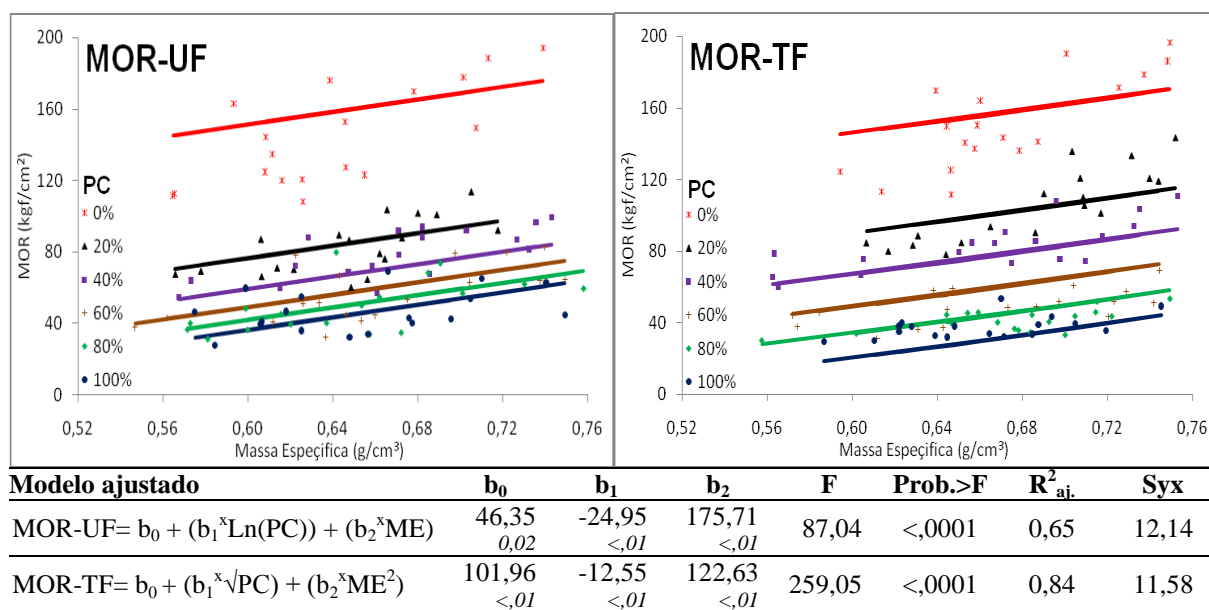 MOR-UF
MOR (kgf/cm²)
200
160
120
80
40
0
PC
0%
20%
40%
60%
80%
100%
0,52 0,56 0,60 0,64 0,68 0,72 0,76
Massa Espeçifica (g/cm³)
MOR-TF
MOR (kgf/cm²)
200
160
120
80
40
0
PC
0%
20%
40%
60%
80%
100%
0,52 0,56 0,60 0,64 0,68 0,72 0,76
Massa Espeçifica (g/cm³)
Modelo ajustado b₀ b₁ b₂ F Prob.>F R²aj. Syx
MOR-UF= b₀ + (b₁ˣLn(PC)) + (b₂ˣME) 46,35 -24,95 175,71 87,04 <,0001 0,65 12,14
0,02 <,01 <,01
MOR-TF= b₀ + (b₁ˣ√PC) + (b₂ˣME²) 101,96 -12,55 122,63 259,05 <,0001 0,84 11,58
<,01 <,01 <,01